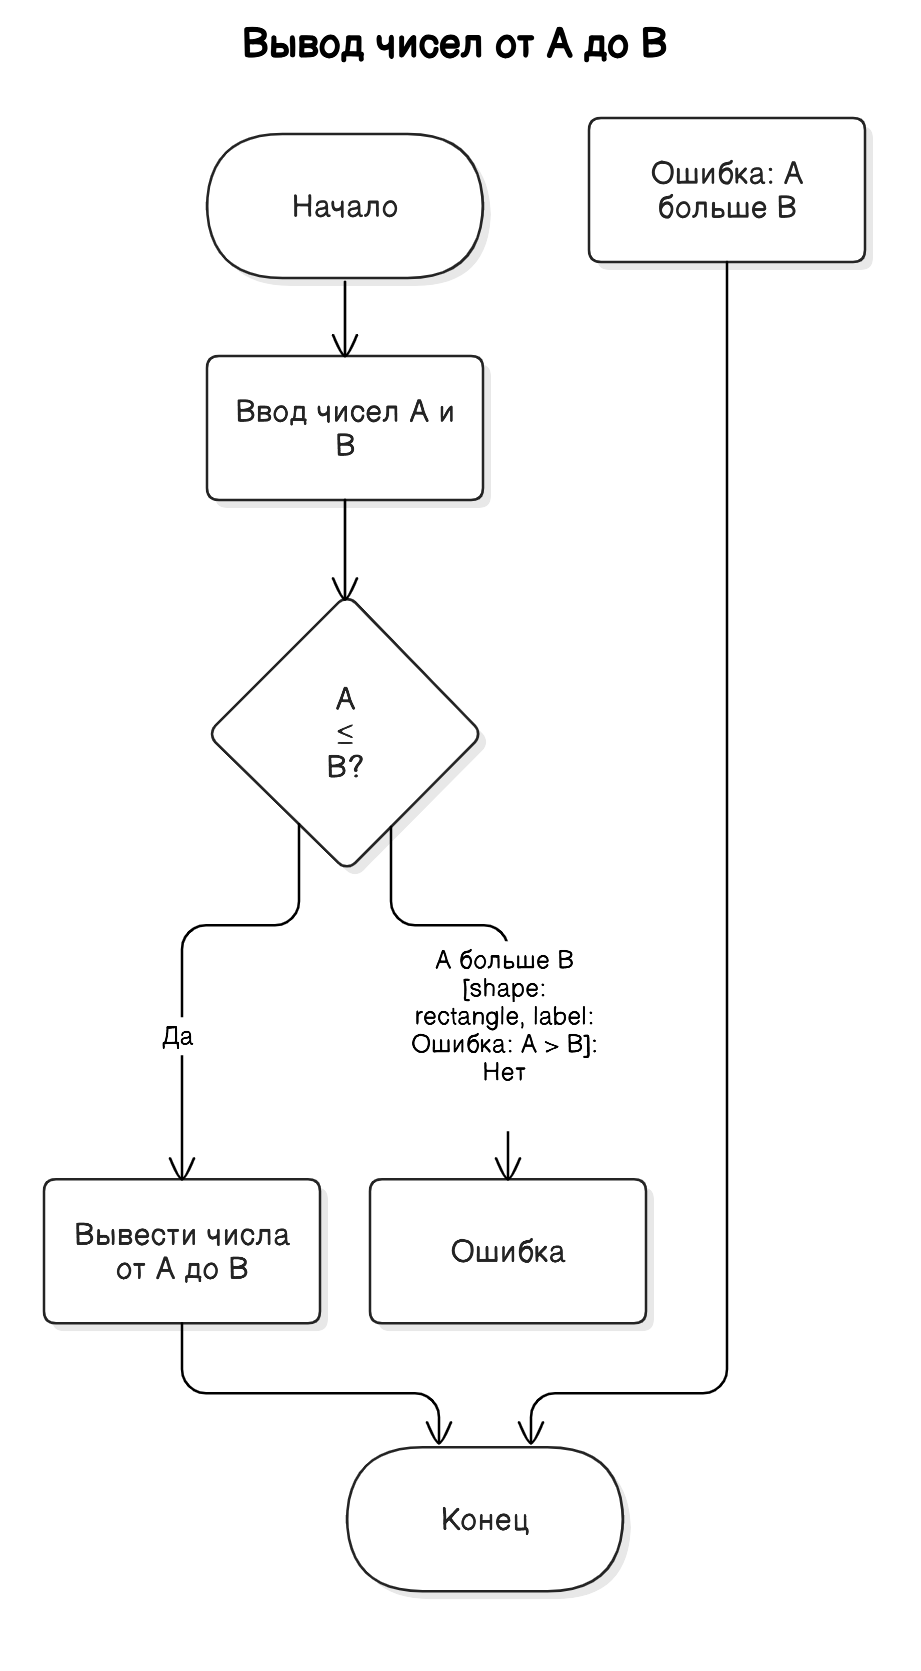 Вывод чисел от А до В
Начало
Ошибка: А
больше В
Ввод чисел А и
В
А
≤
В?
Да
А больше В
[shape:
rectangle, label:
Ошибка: А > В]:
Нет
Вывести числа
от А до В
Ошибка
Конец